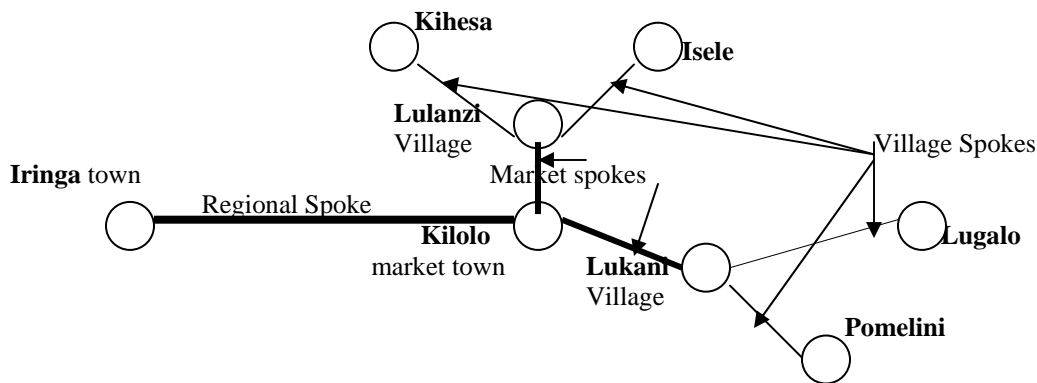 Kihesa
Isele
Lulanzi
Village
Village Spokes
Iringa town
Market spokes
Regional Spoke
Kilolo
market town
Lukani
Village
Lugalo
Pomelini